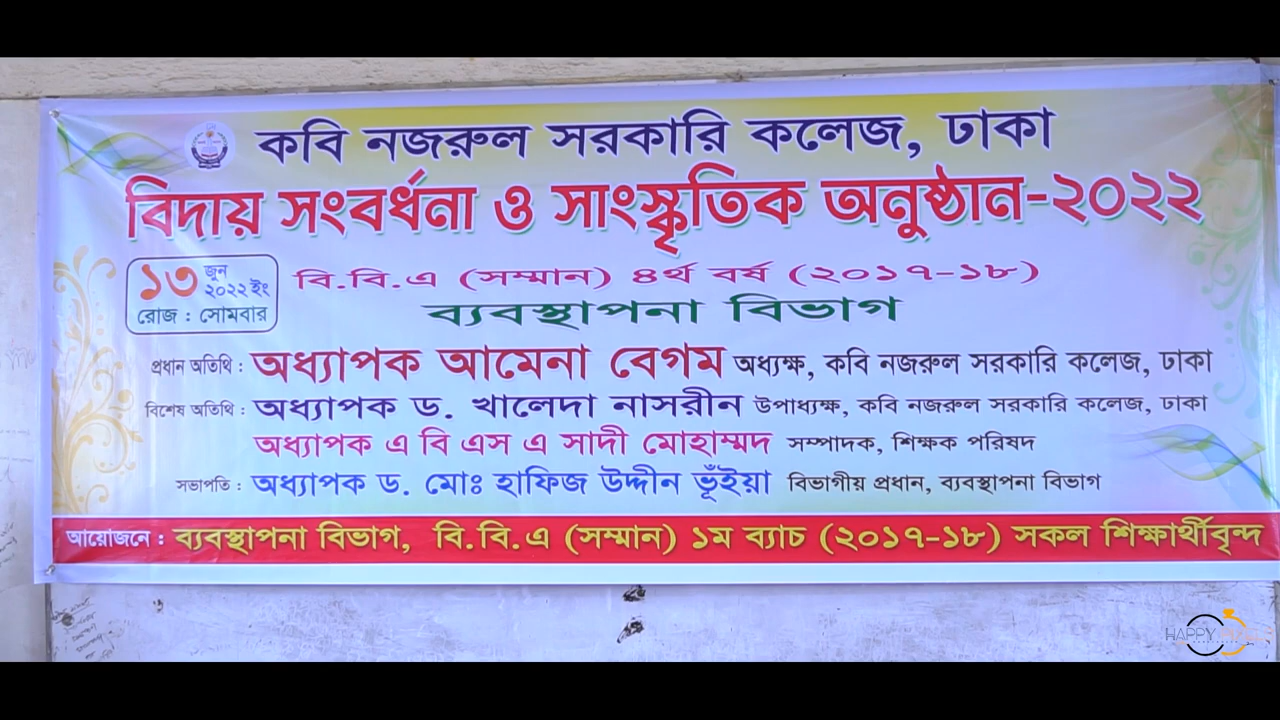 কবি নজরুল সরকারি কলেজ, ঢাকা
বিদায় সংবর্ধনা ও সাংস্কৃতিক অনুষ্ঠান-২০২২
১৩ জুন ২০২২ ইং
রোজ : সোমবার
বি.বি.এ (সম্মান) ৪র্থ বর্ষ (২০১৭-১৮)
ব্যবস্থাপনা বিভাগ
প্রধান অতিথি : অধ্যাপক আমেনা বেগম অধ্যক্ষ, কবি নজরুল সরকারি কলেজ, ঢাকা
বিশেষ অতিথি : অধ্যাপক ড. খালেদা নাসরীন উপাধ্যক্ষ, কবি নজরুল সরকারি কলেজ, ঢাকা
অধ্যাপক এ বি এস এ সাদী মোহাম্মদ সম্পাদক, শিক্ষক পরিষদ
সভাপতি : অধ্যাপক ড. মোঃ হাফিজ উদ্দীন ভূঁইয়া বিভাগীয় প্রধান, ব্যবস্থাপনা বিভাগ
আয়োজনে : ব্যবস্থাপনা বিভাগ, বি.বি.এ (সম্মান) ১ম ব্যাচ (২০১৭-১৮) সকল শিক্ষার্থীবৃন্দ
HAPPY